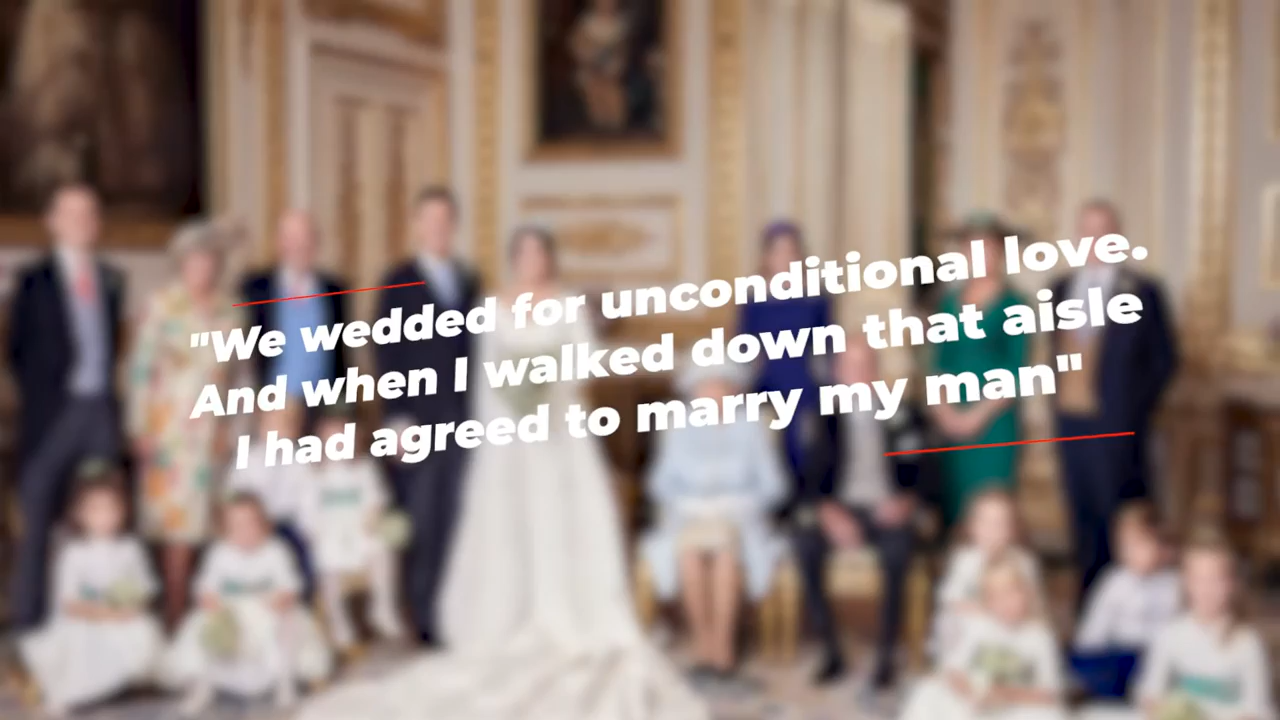 "We wedded for unconditional love.
And when I walked down that aisle
I had agreed to marry my man"